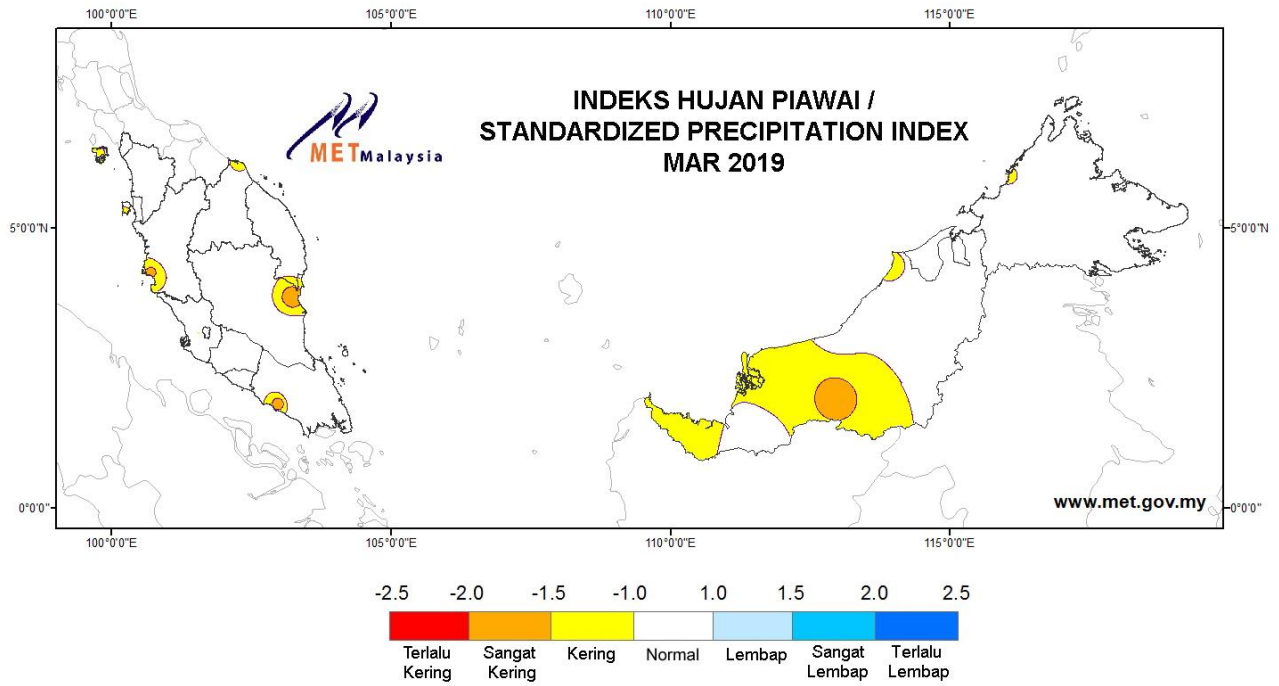 100°0'0"E 105°0'0"E 110°0'0"E 115°0'0"E
INDEKS HUJAN PIAWAI /
STANDARDIZED PRECIPITATION INDEX
MAR 2019
METMalaysia
5°0'0"N 5°0'0"N
www.met.gov.my
0°0'0" 0°0'0"
100°0'0"E 105°0'0"E 110°0'0"E 115°0'0"E
-2.5 -2.0 -1.5 -1.0 1.0 1.5 2.0 2.5
Terlalu Sangat Kering Normal Lembap Sangat Terlalu
Kering Kering Lembap Lembap